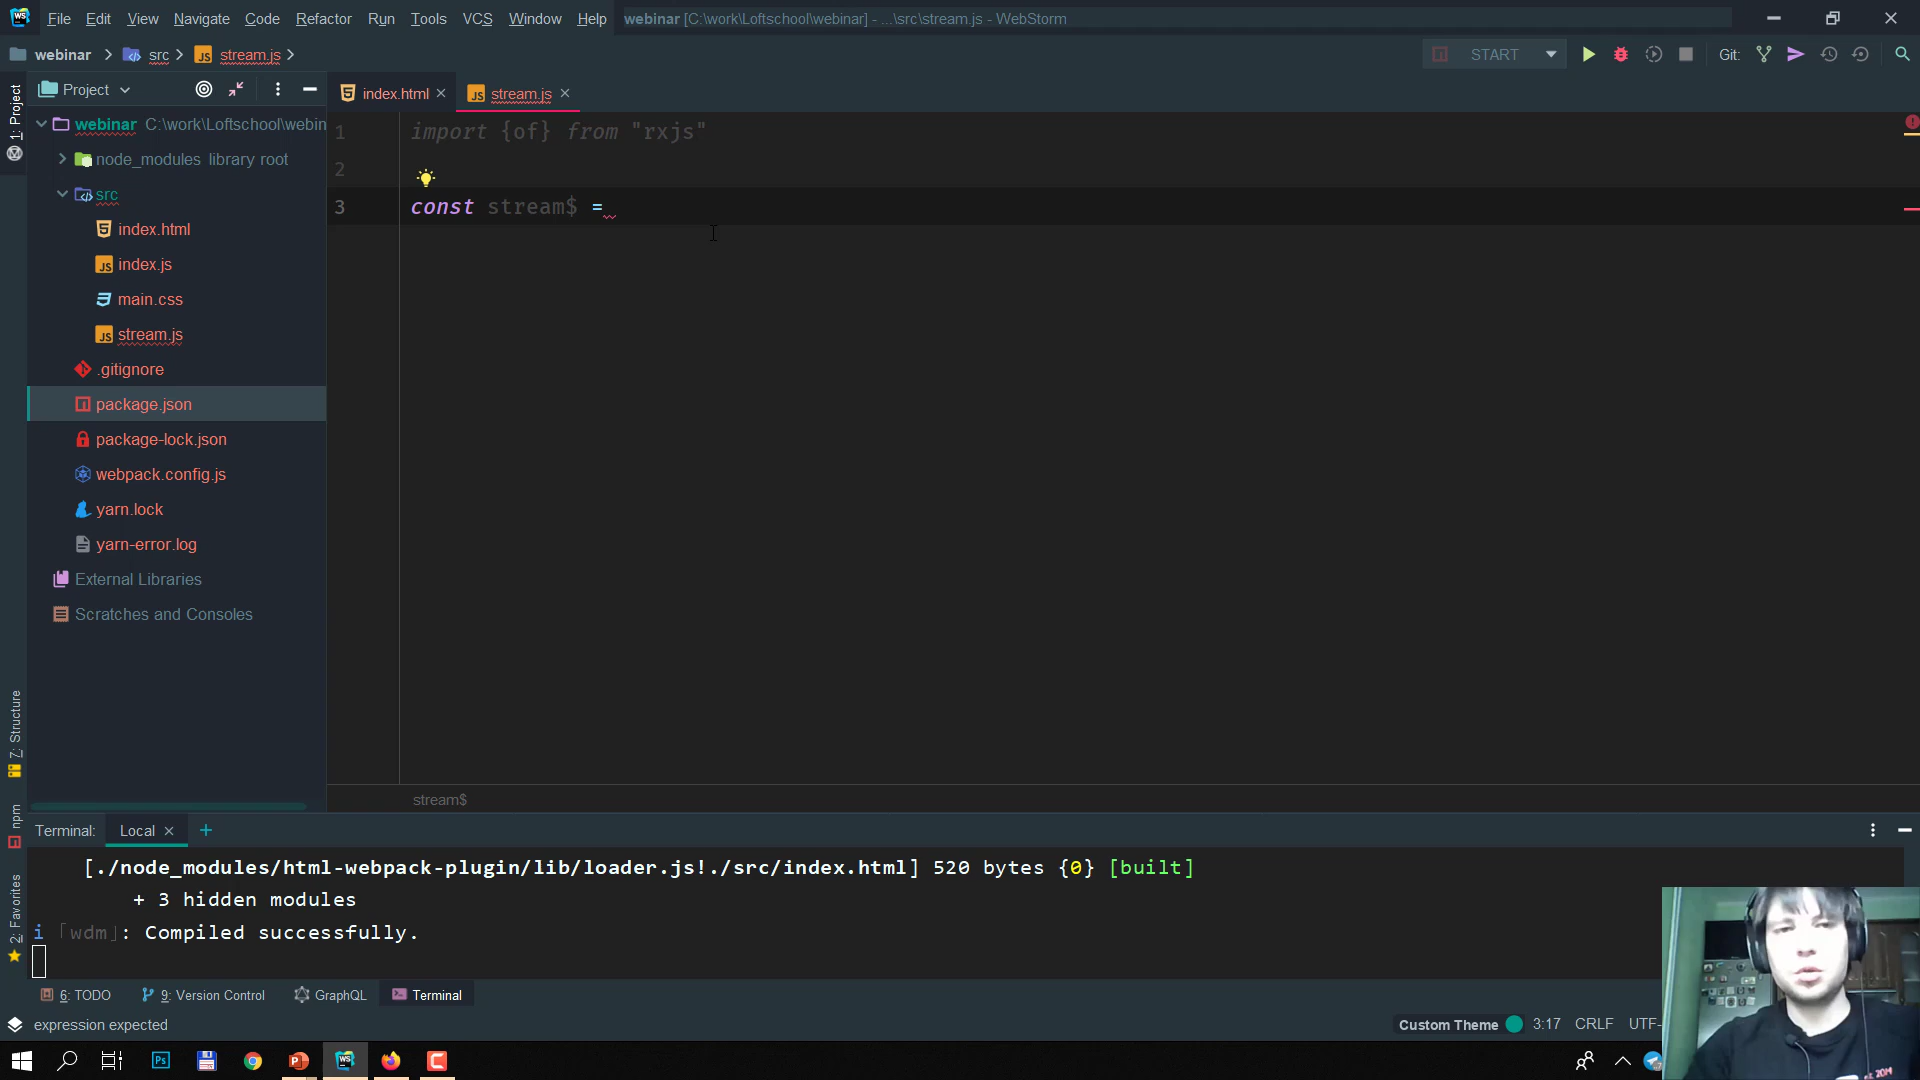 File Edit View Navigate Code Refactor Run Tools VCS Window Help webinar [C:\work\Loftschool\webinar] - ...\src\stream.js - WebStorm
webinar src stream.js START Git:
1: Project
Project
index.html
stream.js
webinar C:\work\Loftschool\webin
node_modules library root
src
index.html
index.js
main.css
stream.js
.gitignore
package.json
package-lock.json
webpack.config.js
yarn.lock
yarn-error.log
External Libraries
Scratches and Consoles
1 import {of} from "rxjs"
2
3 const stream$ =
stream$
7: Structure
npm
2: Favorites
Terminal: Local
[./node_modules/html-webpack-plugin/lib/loader.js!./src/index.html] 520 bytes {0} [built]
+ 3 hidden modules
i 「wdm」: Compiled successfully.
6: TODO 9: Version Control GraphQL Terminal
expression expected Custom Theme 3:17 CRLF UTF-